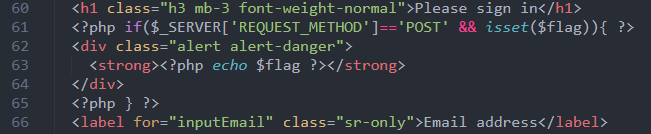 60 <h1 class="h3 mb-3 font-weight-normal">Please sign in</h1>
61 <?php if($_SERVER['REQUEST_METHOD']=='POST' && isset($flag)){ ?>
62 <div class="alert alert-danger">
63 <strong><?php echo $flag ?></strong>
64 </div>
65 <?php } ?>
66 <label for="inputEmail" class="sr-only">Email address</label>